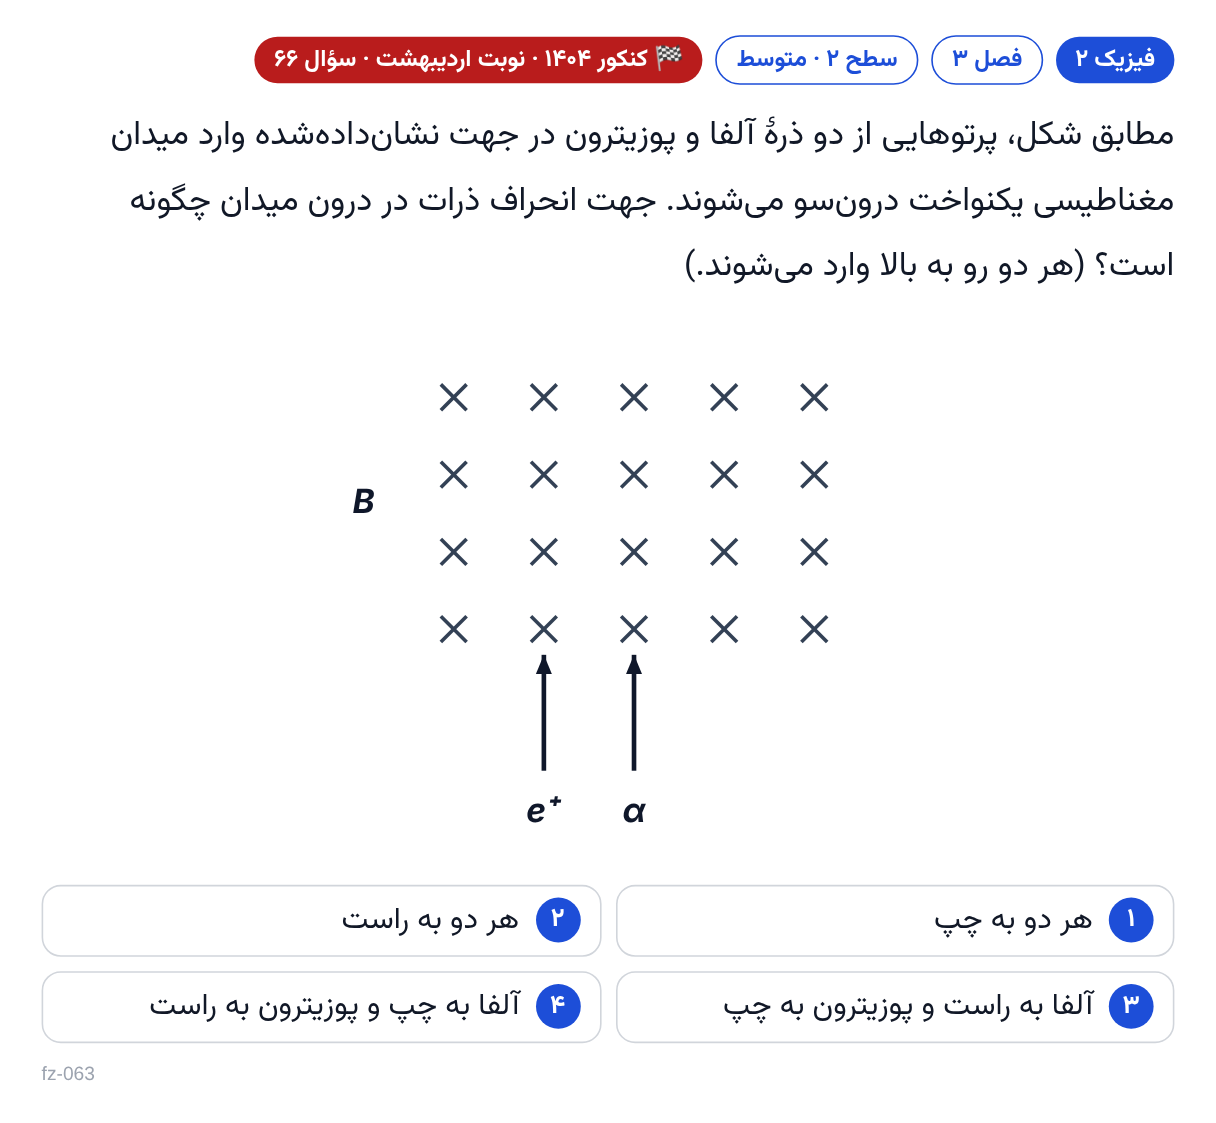 فیزیک ۲ فصل ۳ سطح ۲ · متوسط 🏁 کنکور ۱۴۰۴ · نوبت اردیبهشت · سؤال ۶۶
مطابق شکل، پرتوهایی از دو ذرهٔ آلفا و پوزیترون در جهت نشان‌داده‌شده وارد میدان
مغناطیسی یکنواخت درون‌سو می‌شوند. جهت انحراف ذرات در درون میدان چگونه
است؟ (هر دو رو به بالا وارد می‌شوند.)
× × × × ×
× × × × ×
B
× × × × ×
× × × × ×
e⁺ α
۱ هر دو به چپ
۲ هر دو به راست
۳ آلفا به راست و پوزیترون به چپ
۴ آلفا به چپ و پوزیترون به راست
fz-063